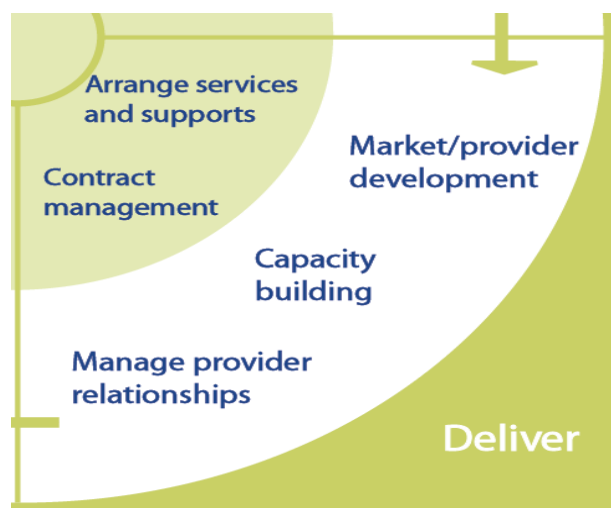 Arrange services
and supports
Market/provider
development
Contract
management
Capacity
building
Manage provider
relationships
Deliver